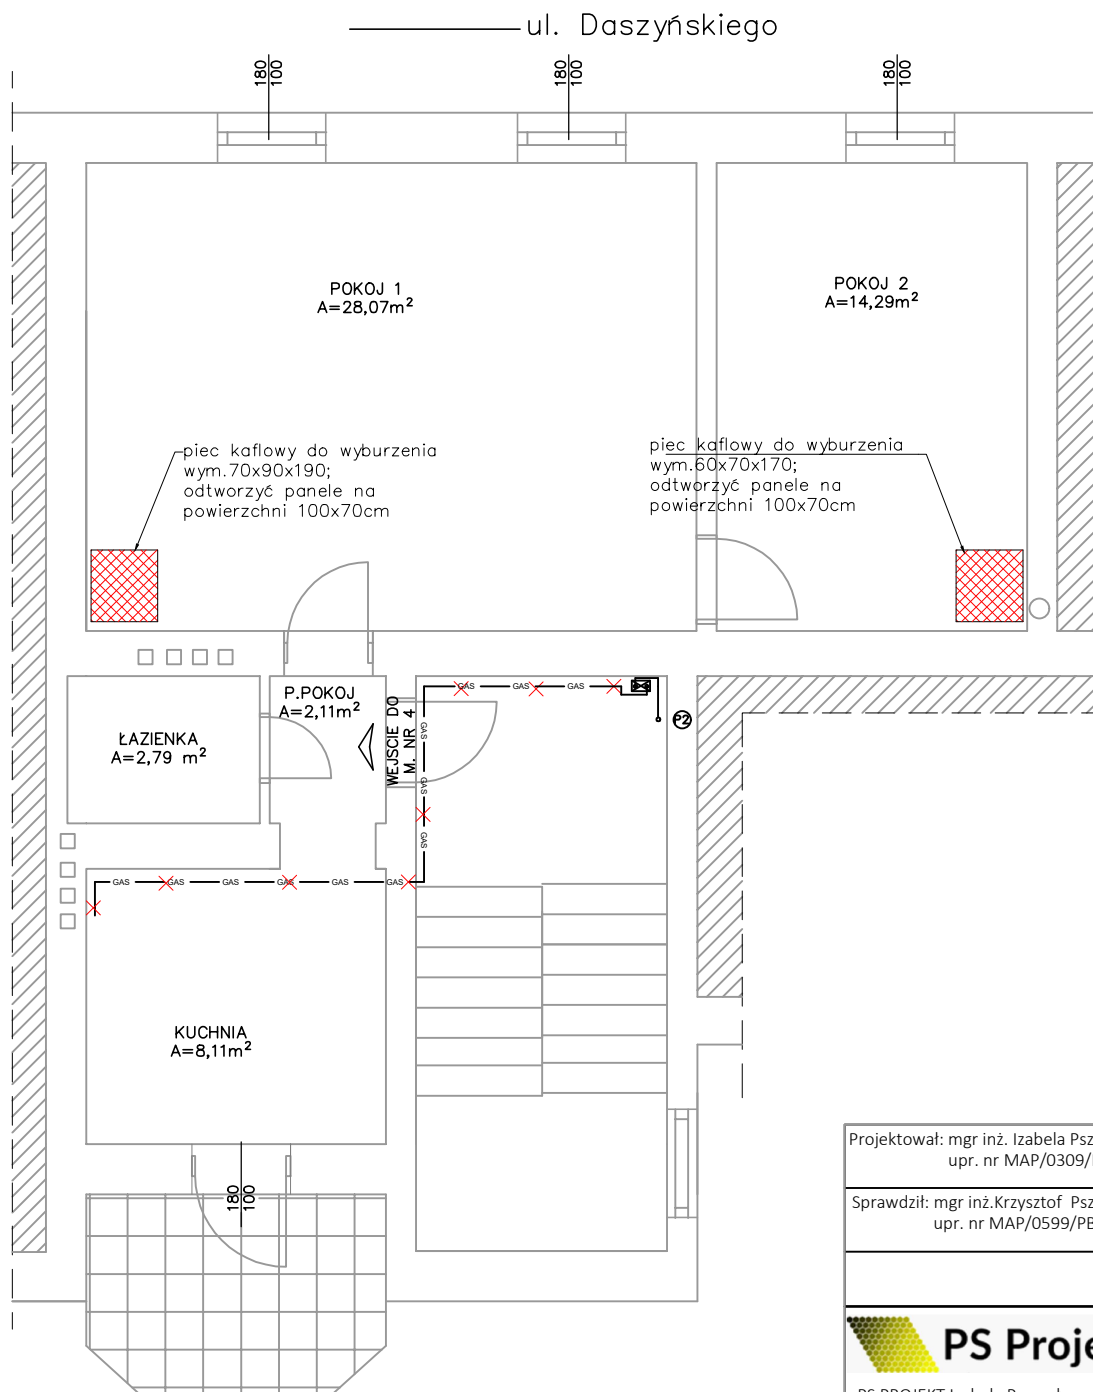 ul. Daszyńskiego
180
100
180
100
180
100
POKOJ 1
A=28,07m²
POKOJ 2
A=14,29m²
piec kaflowy do wyburzenia
wym.70x90x190;
odtworzyć panele na
powierzchni 100x70cm
piec kaflowy do wyburzenia
wym.60x70x170;
odtworzyć panele na
powierzchni 100x70cm
P.POKOJ
A=2,11m²
WEJSCIE DO
M. NR 4
GAS
GAS
GAS
P2
ŁAZIENKA
A=2,79 m²
GAS
GAS
GAS
GAS
GAS
GAS
GAS
GAS
GAS
KUCHNIA
A=8,11m²
180
100
Projektował: mgr inż. Izabela
upr. nr MAP/0309/
Sprawdził: mgr inż.Krzysztof
upr. nr MAP/0599/
PS
PS PROJEKT Izabela